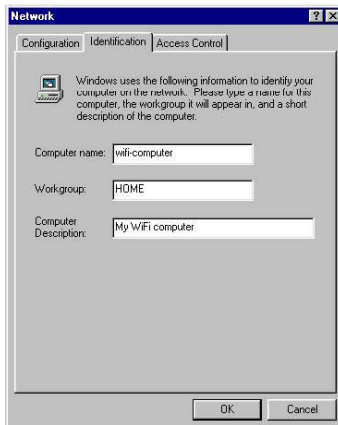 Network
Configuration Identification Access Control
Windows uses the following information to identify your
computer on the network. Please type a name for this
computer, the workgroup it will appear in, and a short
description of the computer.
Computer name: wifi-computer
Workgroup: HOME
Computer
Description: My WiFi computer
OK Cancel